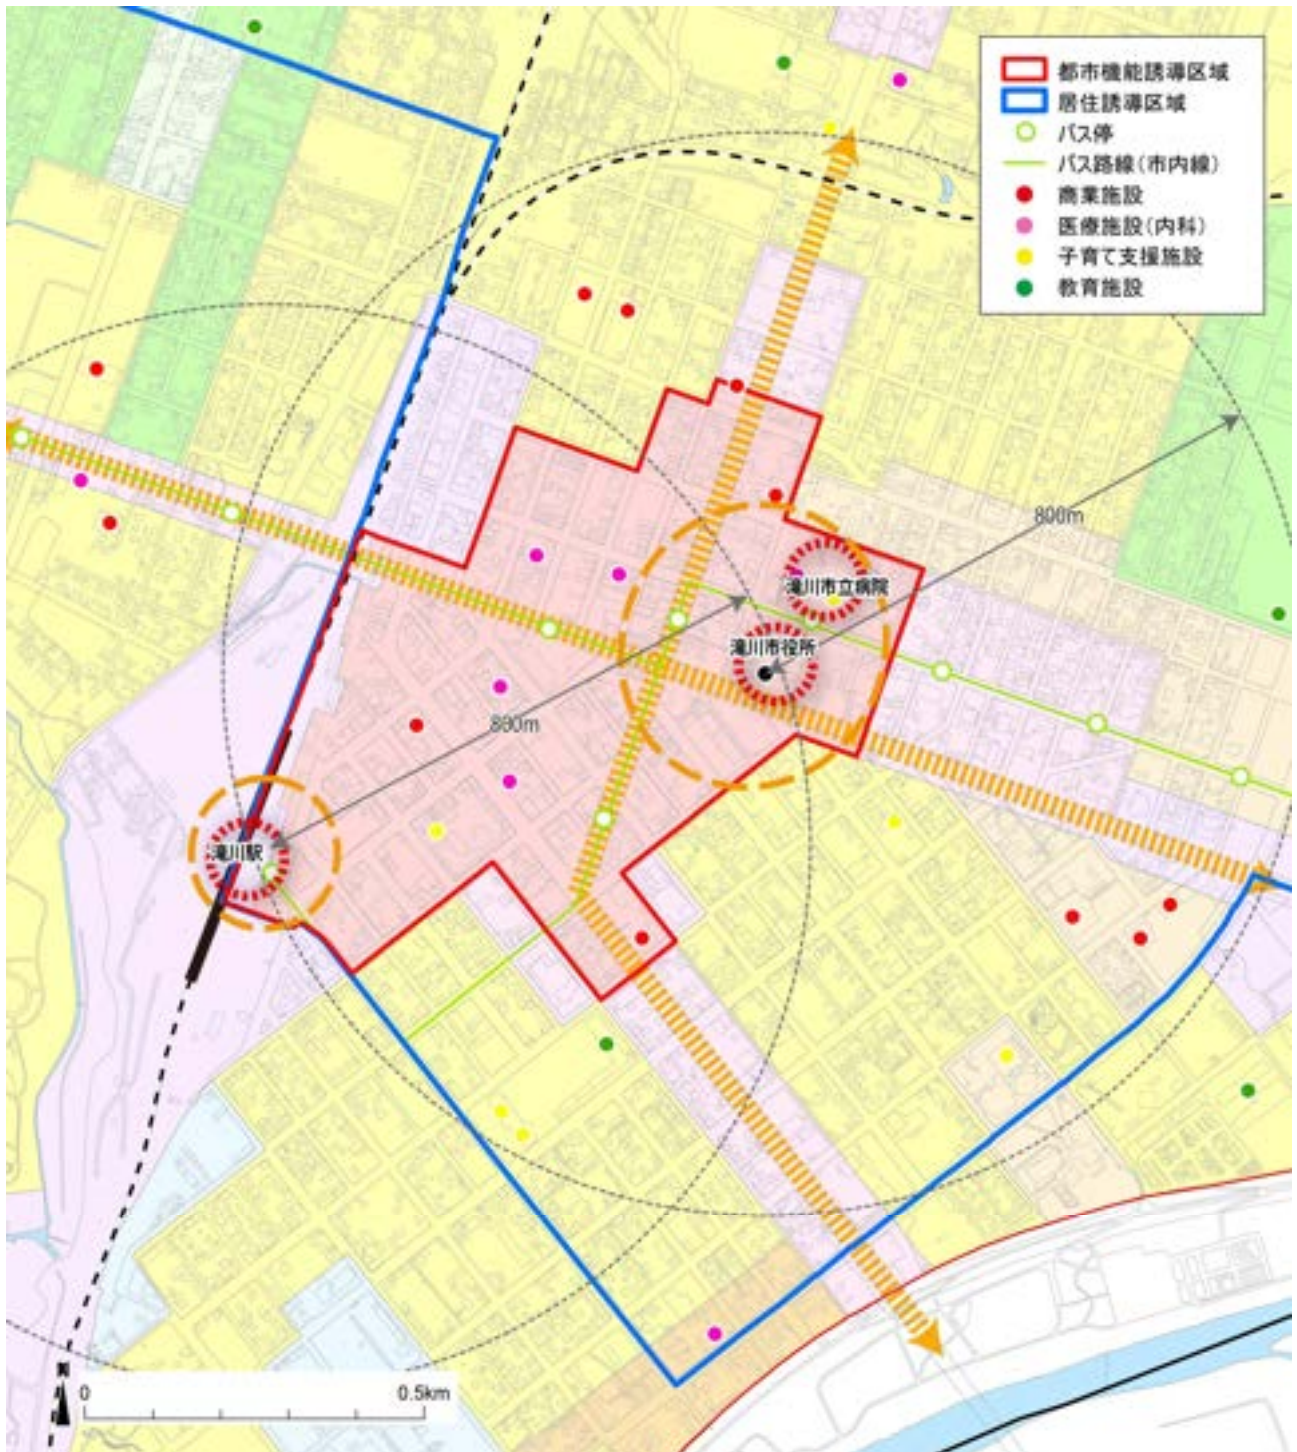 都市機能誘導区域
居住誘導区域
バス停
バス路線(市内線)
商業施設
医療施設(内科)
子育て支援施設
教育施設
800m
滝川市立病院
滝川市役所
800m
滝川駅
0
0.5km